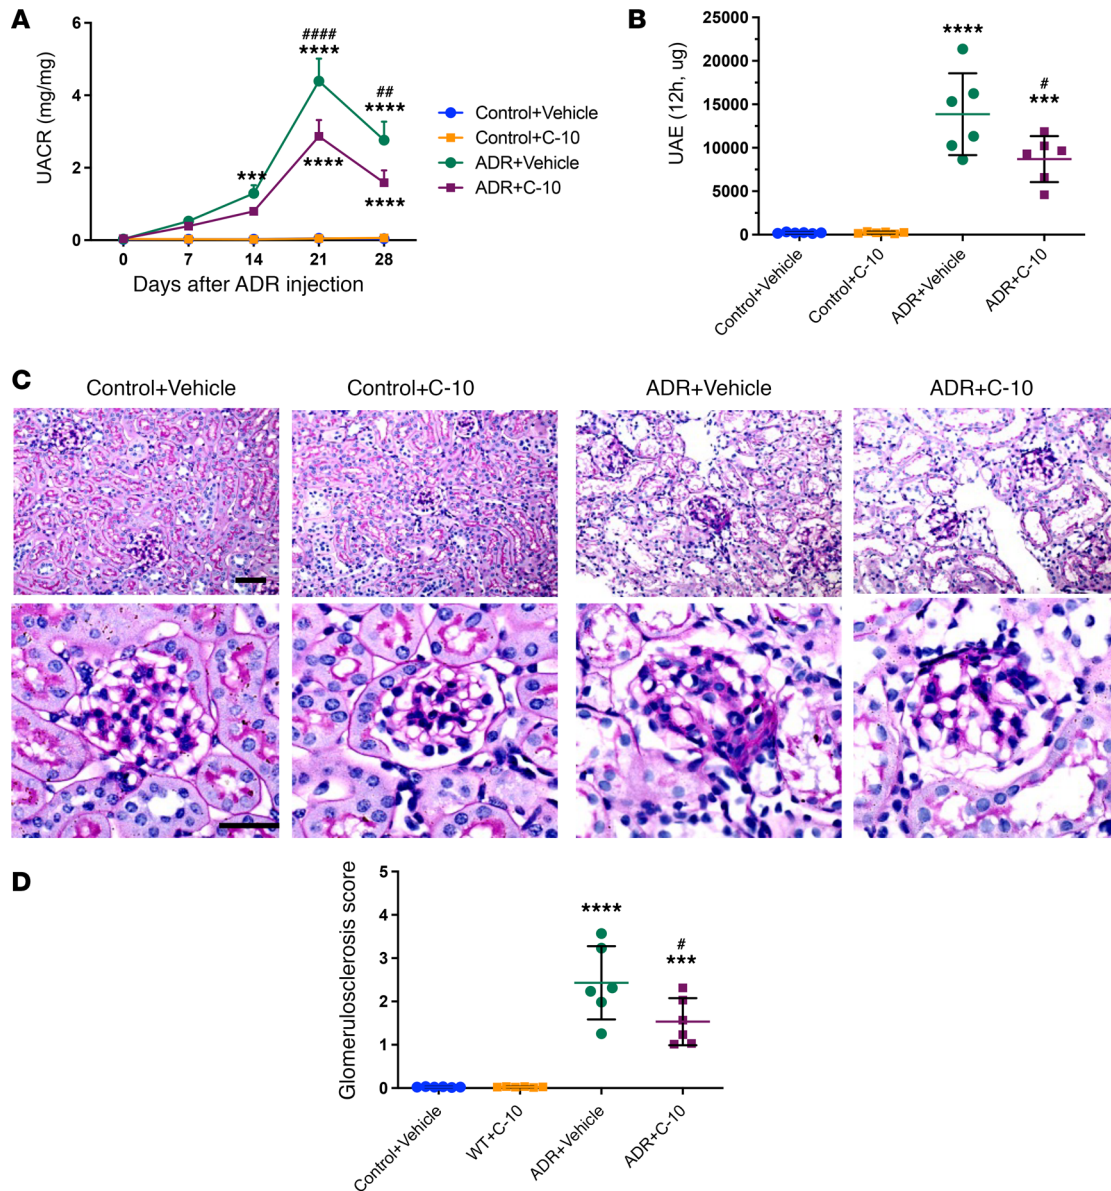 A
6
4
2
0
UACR (mg/mg)
####
****
##
****
***
****
****
0
7
14
21
28
Days after ADR injection
Control+Vehicle
Control+C-10
ADR+Vehicle
ADR+C-10
B
25000
20000
15000
10000
5000
0
UAE (12h, ug)
****
#
***
Control+Vehicle
Control+C-10
ADR+Vehicle
ADR+C-10
C
Control+Vehicle
Control+C-10
ADR+Vehicle
ADR+C-10
D
5
4
3
2
1
0
Glomerulosclerosis score
****
#
***
Control+Vehicle
WT+C-10
ADR+Vehicle
ADR+C-10